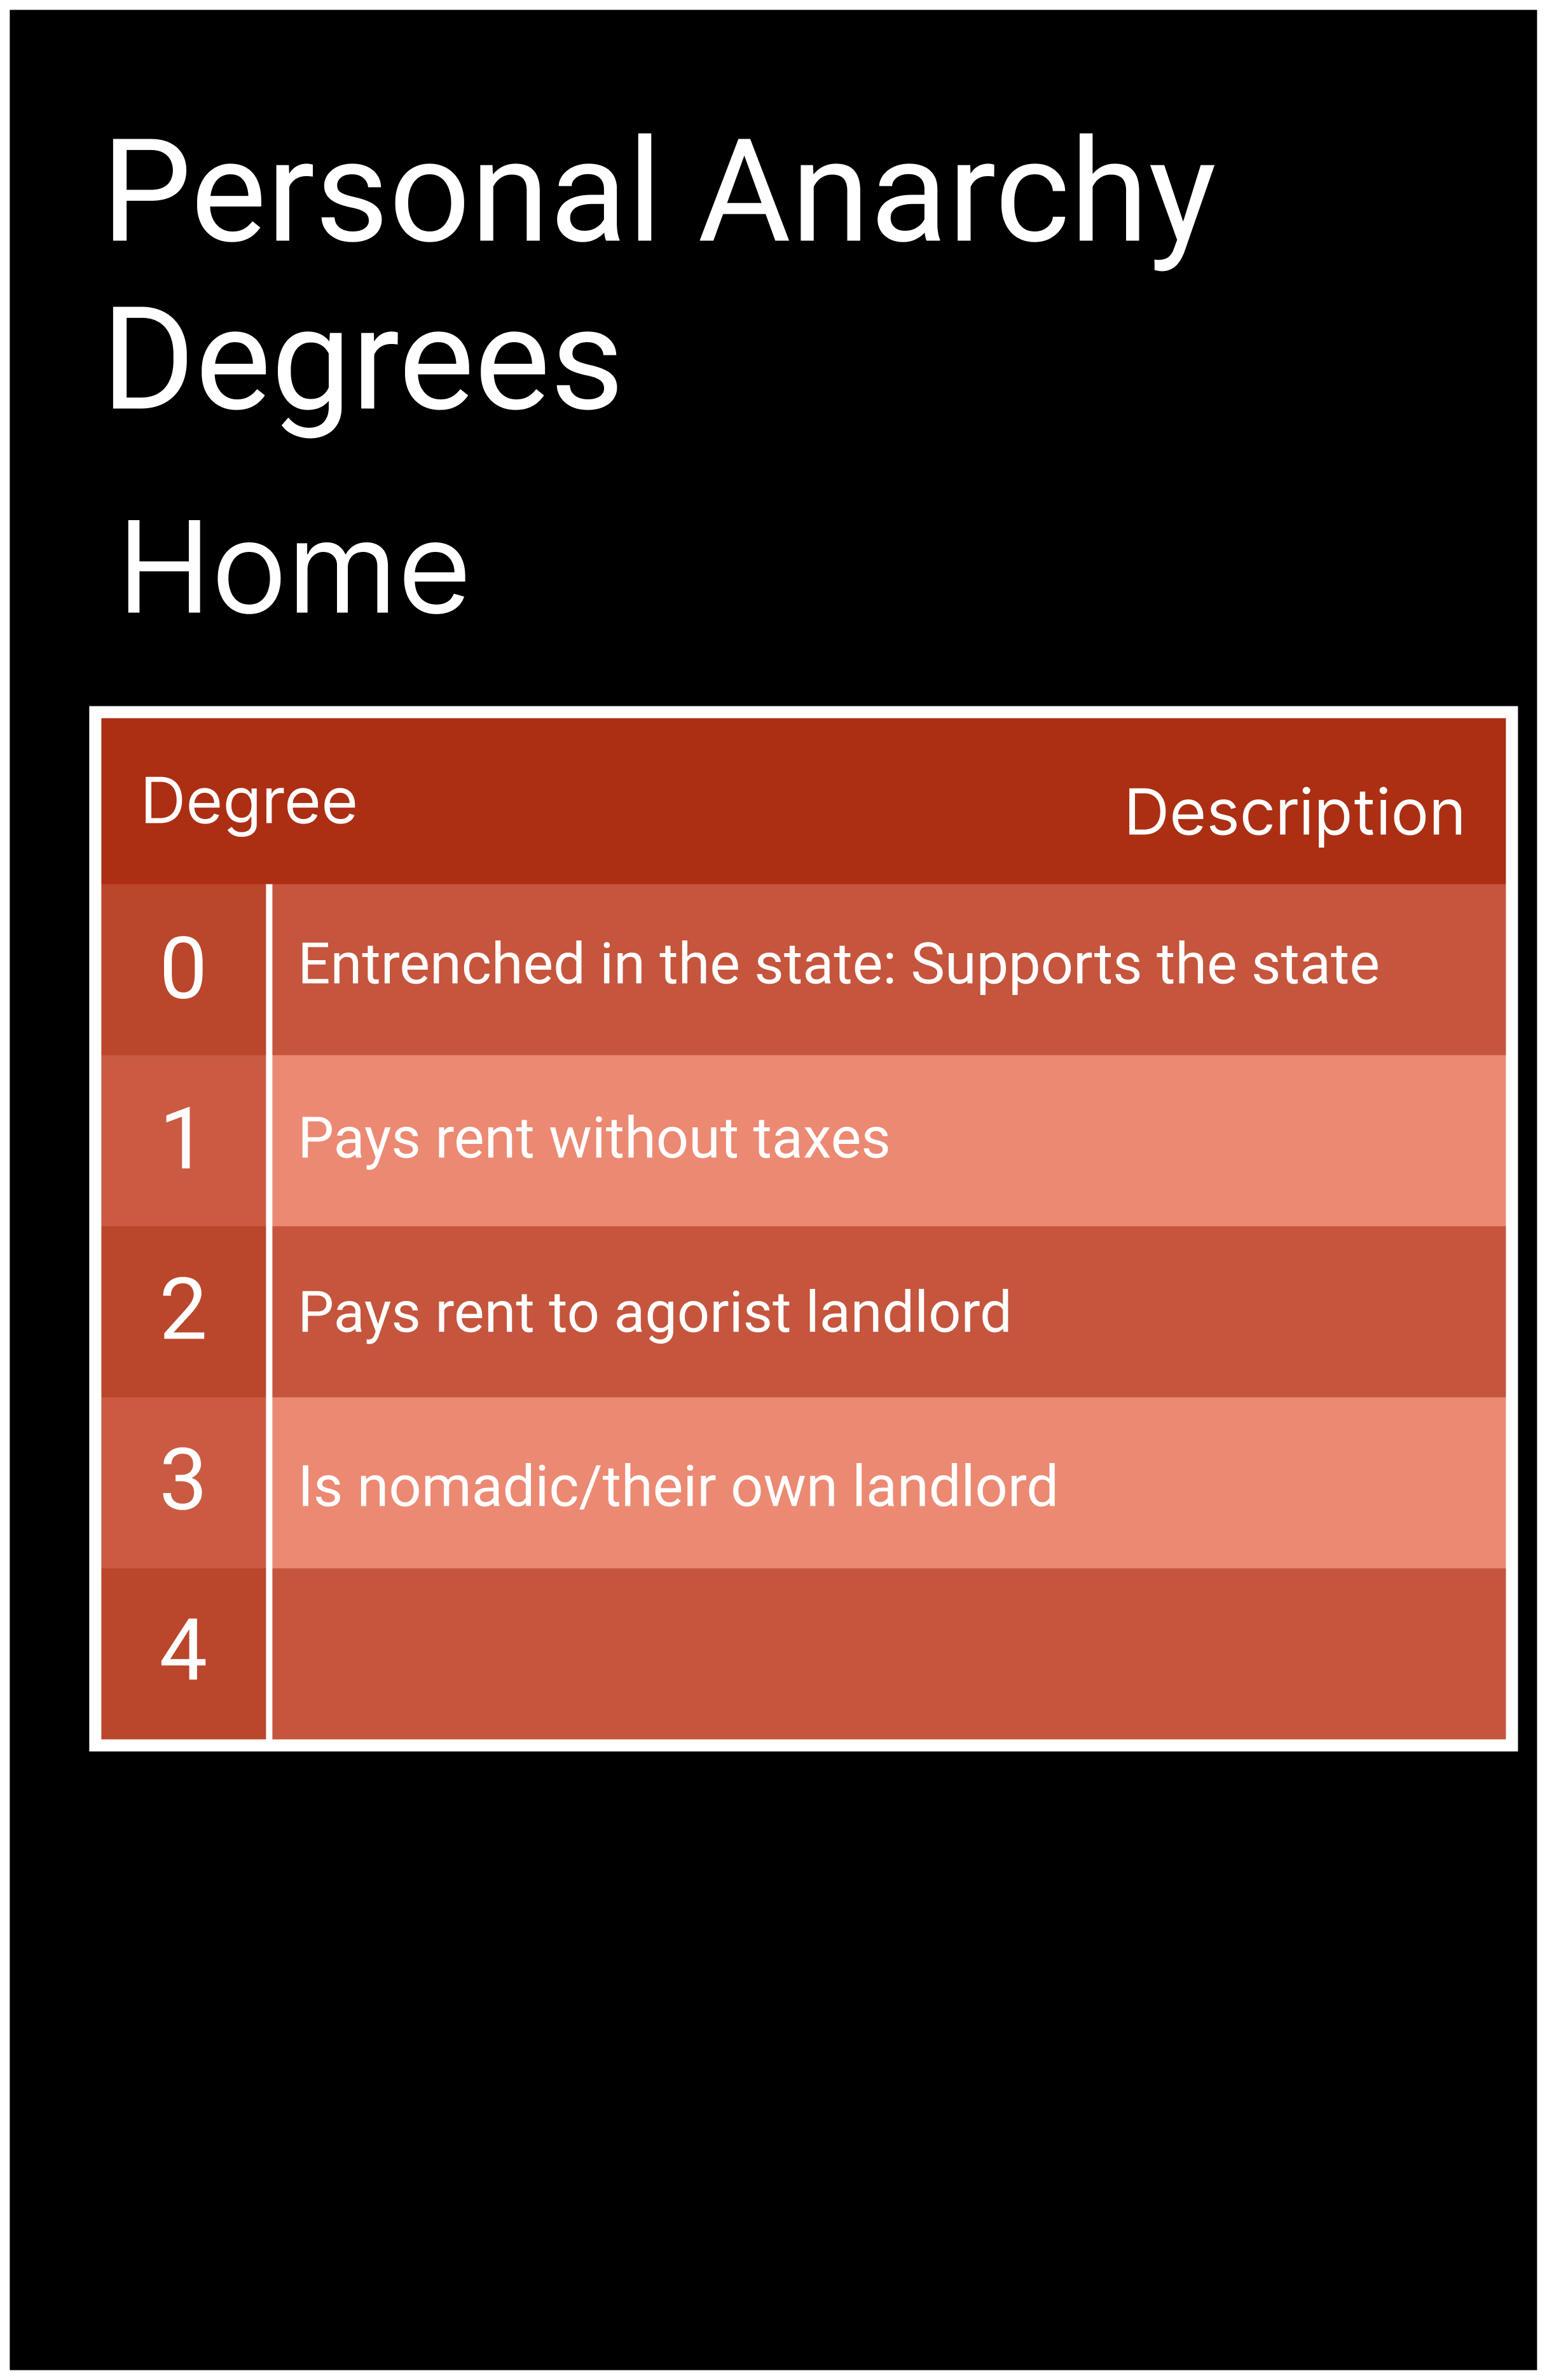 Personal Anarchy
Degrees
Home
Degree Description
0 Entrenched in the state: Supports the state
1 Pays rent without taxes
2 Pays rent to agorist landlord
3 Is nomadic/their own landlord
4